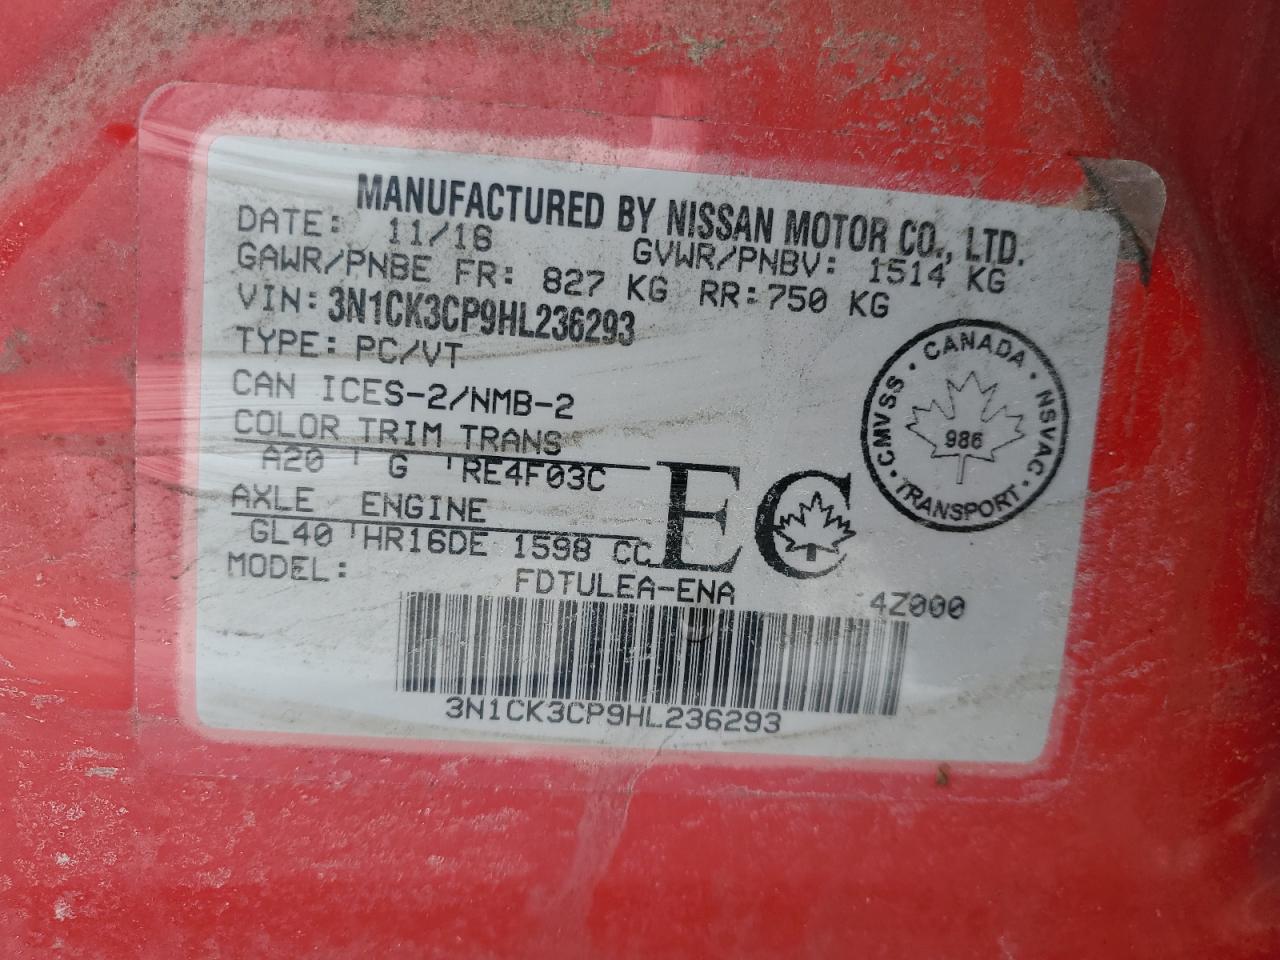 MANUFACTURED BY NISSAN MOTOR CO., LTD.
DATE: 11/16 GVWR/PNBV: 1514 KG
GAWR/PNBE FR: 827 KG RR:750 KG
VIN: 3N1CK3CP9HL236293
TYPE: PC/VT
CAN ICES-2/NMB-2
COLOR TRIM TRANS
A20 ' G 'RE4F03C
AXLE ENGINE
GL40 'HR16DE 1598 CC
EC
MODEL: FDTULEA-ENA 4Z000
3N1CK3CP9HL236293
CMVSS · CANADA · NSVAC · TRANSPORT ·
986